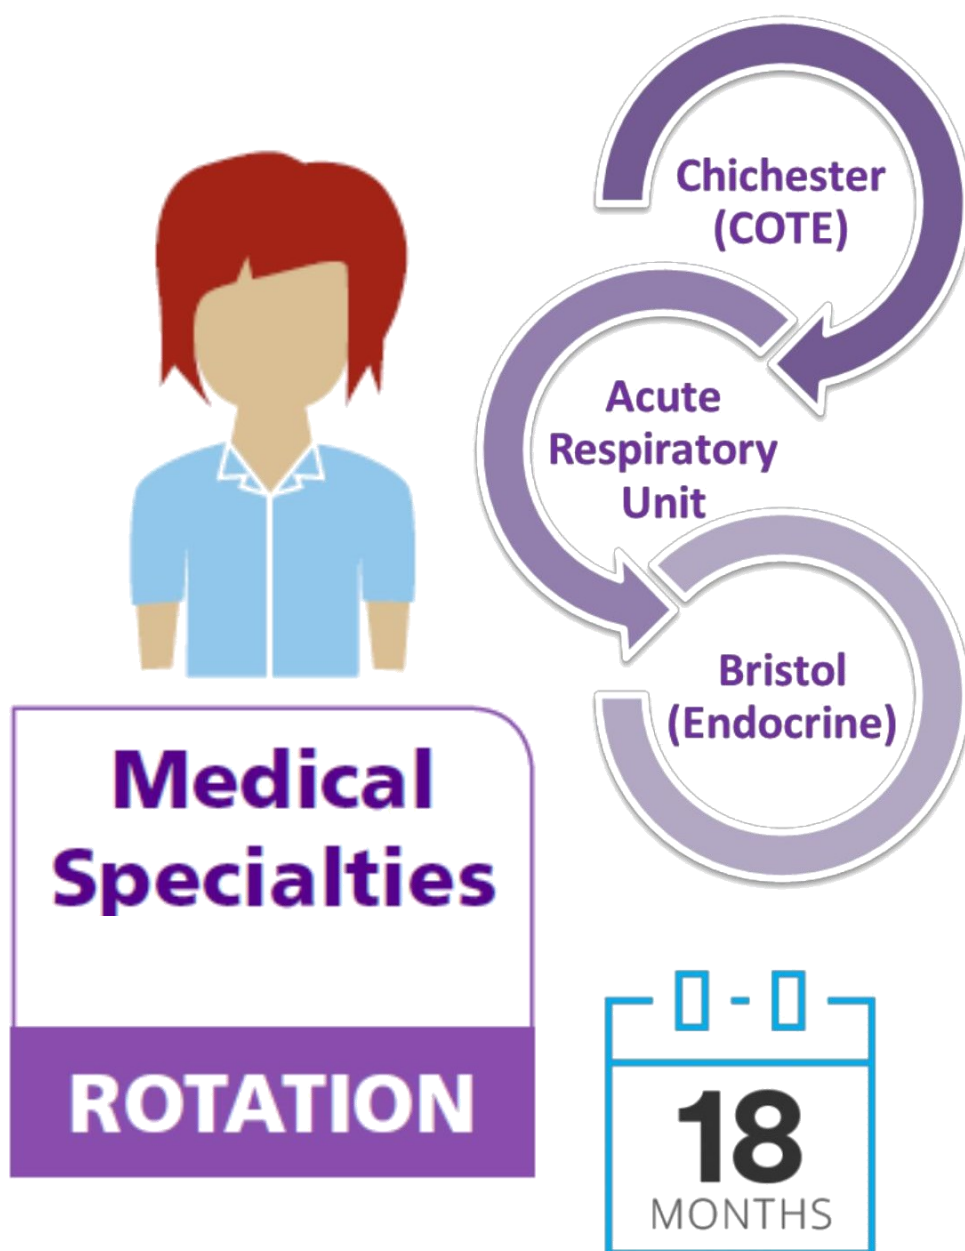 Chichester
(COTE)
Acute
Respiratory
Unit
Bristol
(Endocrine)
Medical
Specialties
ROTATION
18
MONTHS